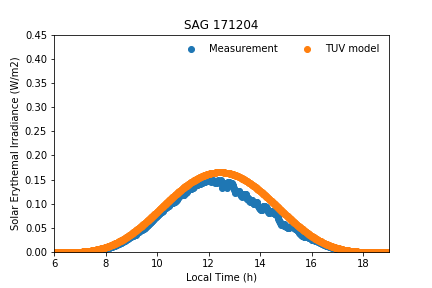 SAG 171204
Measurement
TUV model
Solar Erythemal Irradiance (W/m2)
0.45
0.40
0.35
0.30
0.25
0.20
0.15
0.10
0.05
0.00
6 8 10 12 14 16 18
Local Time (h)